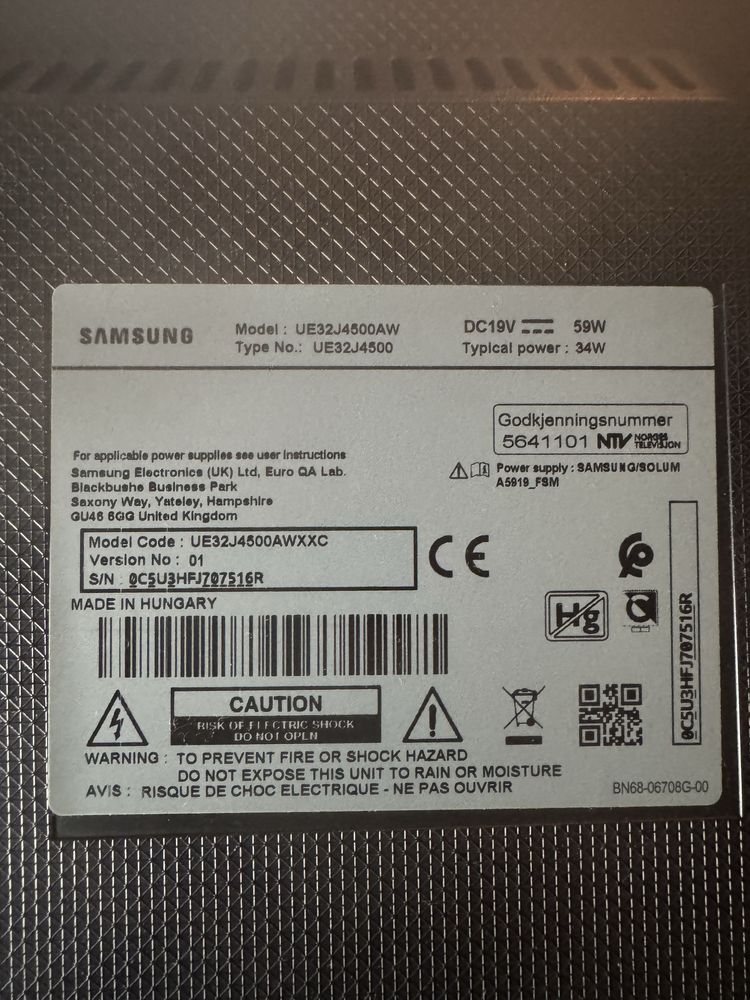 SAMSUNG
Model : UE32J4500AW
Type No.: UE32J4500
DC19V 59W
Typical power : 34W
Godkjenningsnummer
5641101 NTV NORGES TELEVISJON
For applicable power supplies see user instructions
Samsung Electronics (UK) Ltd, Euro QA Lab.
Blackbushe Business Park
Saxony Way, Yateley, Hampshire
GU46 6GG United Kingdom
Power supply : SAMSUNG/SOLUM
A5919_FSM
Model Code : UE32J4500AWXXC
Version No : 01
S/N : 0C5U3HFJ707516R
CE
MADE IN HUNGARY
Hg
0C5U3HFJ707516R
CAUTION
RISK OF ELECTRIC SHOCK
DO NOT OPEN
WARNING : TO PREVENT FIRE OR SHOCK HAZARD
DO NOT EXPOSE THIS UNIT TO RAIN OR MOISTURE
AVIS : RISQUE DE CHOC ELECTRIQUE - NE PAS OUVRIR
BN68-06708G-00